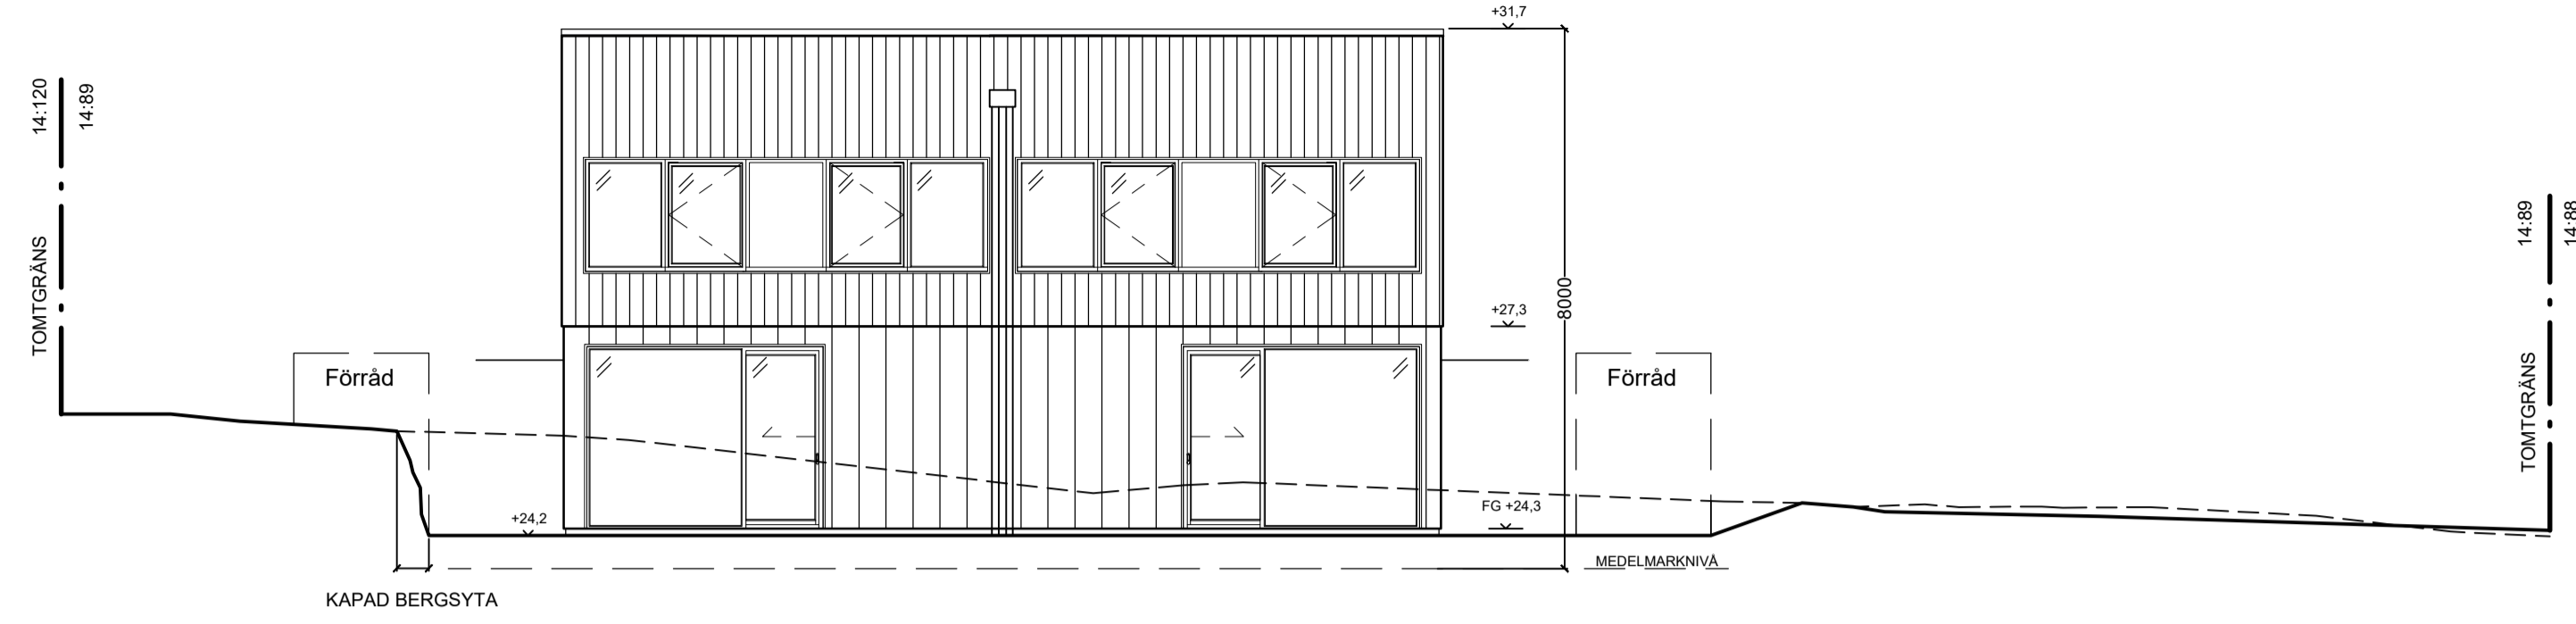 +31,7
14:120
14:89
TOMTGRÄNS
14:89
14:88
TOMTGRÄNS
+27,3
8000
Förråd
Förråd
+24,2
FG +24,3
MEDELMARKNIVÅ
KAPAD BERGSYTA